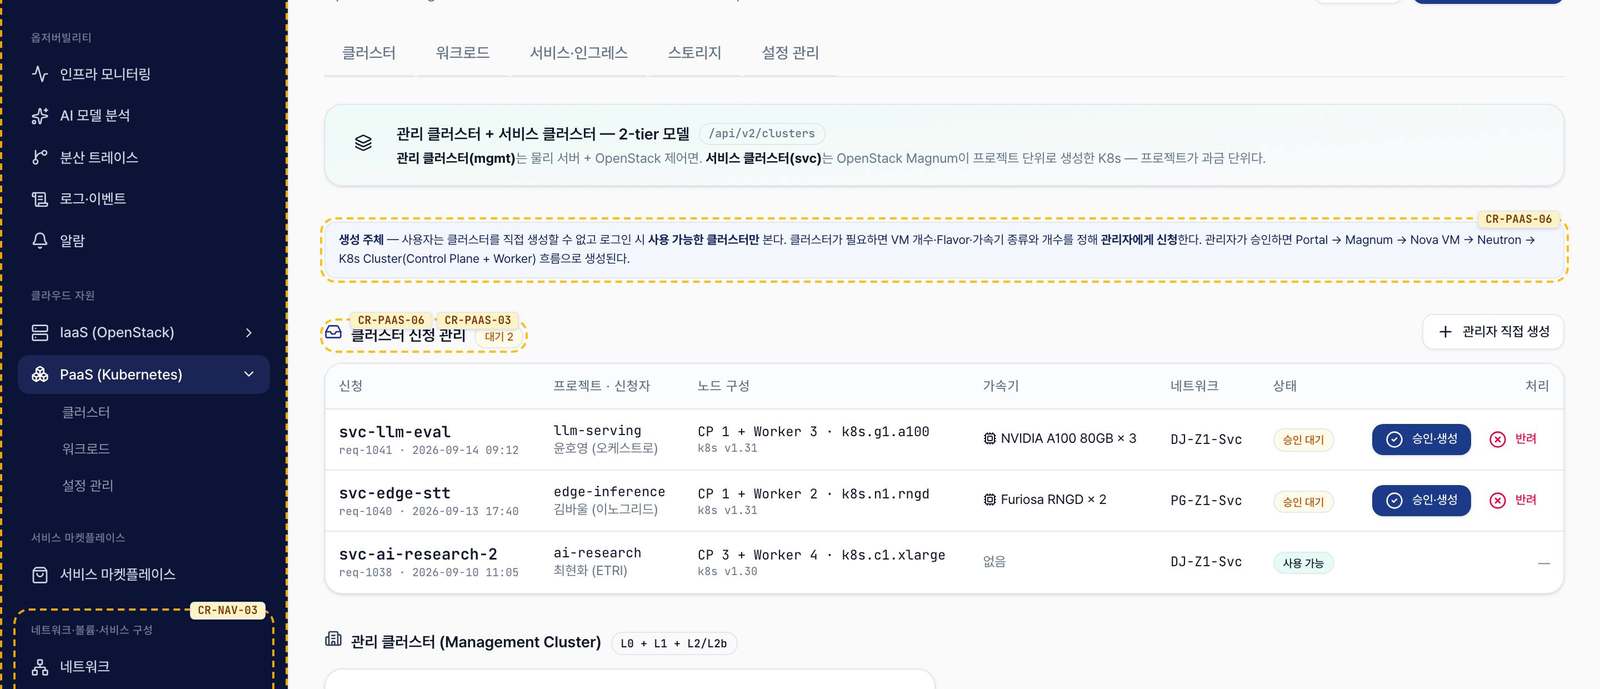 옵저버빌리티
인프라 모니터링
AI 모델 분석
분산 트레이스
로그·이벤트
알람
클라우드 자원
IaaS (OpenStack)
PaaS (Kubernetes)
클러스터
워크로드
설정 관리
서비스 마켓플레이스
서비스 마켓플레이스
CR-NAV-03
네트워크·볼륨·서비스 구성
네트워크
클러스터 워크로드 서비스·인그레스 스토리지 설정 관리
관리 클러스터 + 서비스 클러스터 — 2-tier 모델 /api/v2/clusters
관리 클러스터(mgmt)는 물리 서버 + OpenStack 제어면. 서비스 클러스터(svc)는 OpenStack Magnum이 프로젝트 단위로 생성한 K8s — 프로젝트가 과금 단위다.
CR-PAAS-06
생성 주체 — 사용자는 클러스터를 직접 생성할 수 없고 로그인 시 사용 가능한 클러스터만 본다. 클러스터가 필요하면 VM 개수·Flavor·가속기 종류와 개수를 정해 관리자에게 신청한다. 관리자가 승인하면 Portal → Magnum → Nova VM → Neutron →
K8s Cluster(Control Plane + Worker) 흐름으로 생성된다.
CR-PAAS-06 CR-PAAS-03
클러스터 신청 관리 대기 2
관리자 직접 생성
신청 프로젝트 · 신청자 노드 구성 가속기 네트워크 상태 처리
svc-llm-eval llm-serving CP 1 + Worker 3 · k8s.g1.a100 NVIDIA A100 80GB × 3 DJ-Z1-Svc 승인 대기 승인·생성 반려
req-1041 · 2026-09-14 09:12 윤호영 (오케스트로) k8s v1.31
svc-edge-stt edge-inference CP 1 + Worker 2 · k8s.n1.rngd Furiosa RNGD × 2 PG-Z1-Svc 승인 대기 승인·생성 반려
req-1040 · 2026-09-13 17:40 김바울 (이노그리드) k8s v1.31
svc-ai-research-2 ai-research CP 3 + Worker 4 · k8s.c1.xlarge 없음 DJ-Z1-Svc 사용 가능 —
req-1038 · 2026-09-10 11:05 최현화 (ETRI) k8s v1.30
관리 클러스터 (Management Cluster) L0 + L1 + L2/L2b